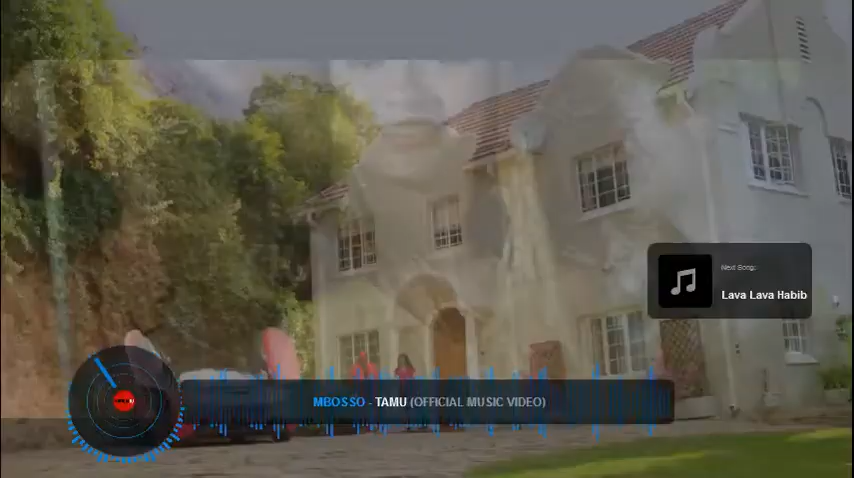 Next Song:
Lava Lava Habib
MBOSSO - TAMU (OFFICIAL MUSIC VIDEO)